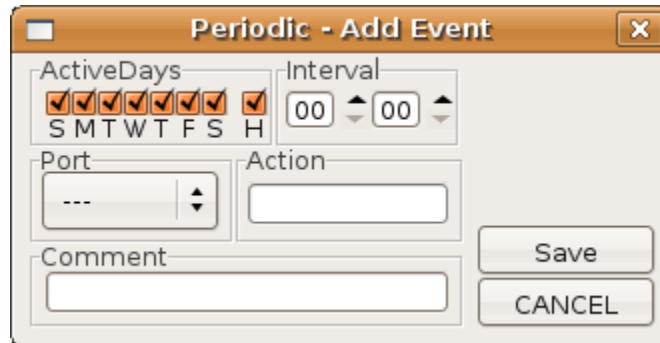 Periodic - Add Event
ActiveDays
Interval
S M T W T F S H
00 00
Port
Action
---
Comment
Save
CANCEL